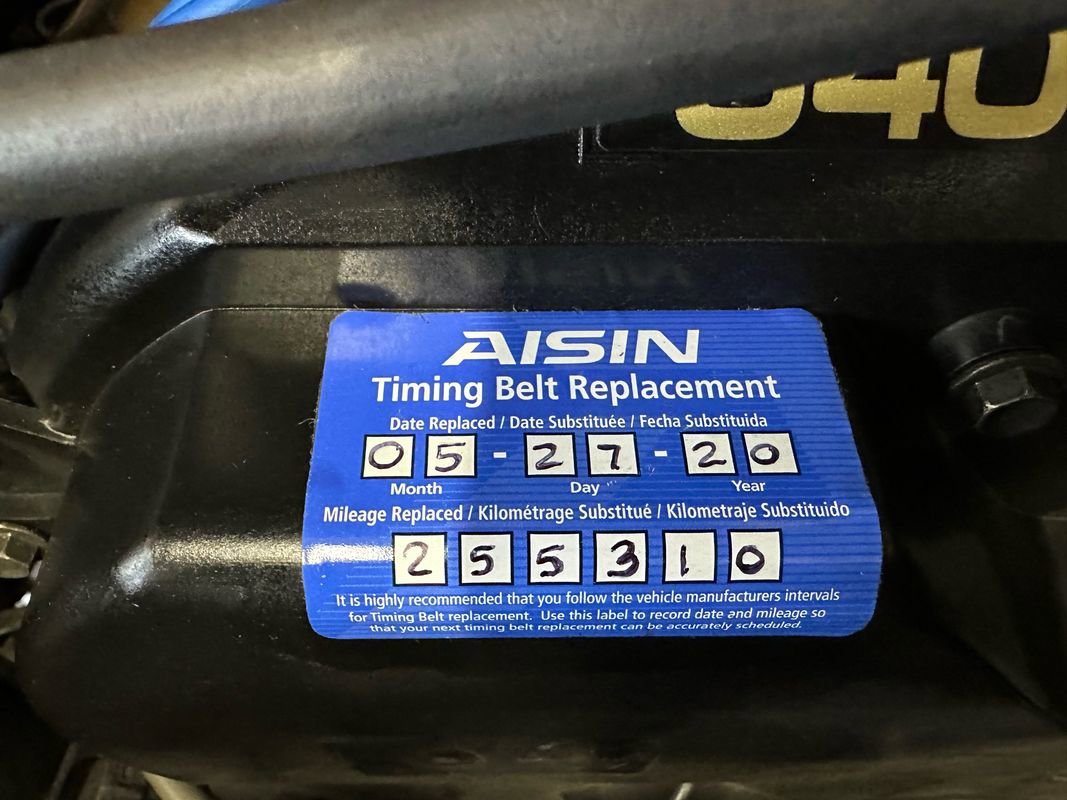 340
AISIN
Timing Belt Replacement
Date Replaced / Date Substituée / Fecha Substituida
05 - 27 - 20
Month Day Year
Mileage Replaced / Kilométrage Substitué / Kilometraje Substituido
255310
It is highly recommended that you follow the vehicle manufacturers intervals
for Timing Belt replacement. Use this label to record date and mileage so
that your next timing belt replacement can be accurately scheduled.